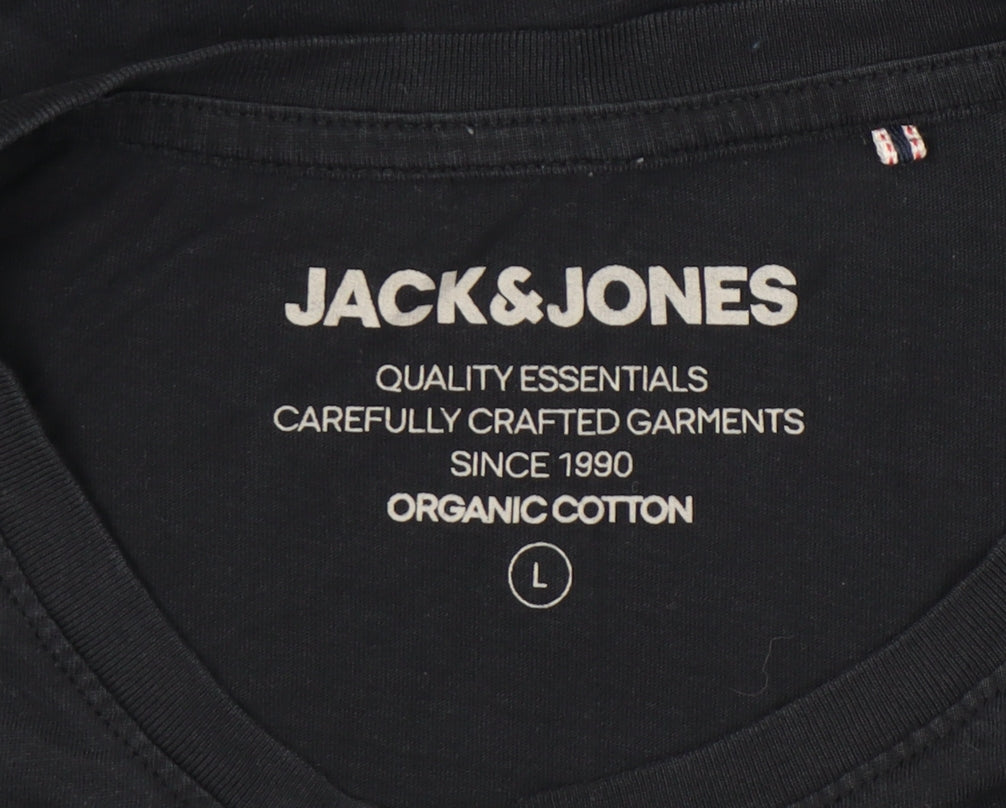 JACK&JONES
QUALITY ESSENTIALS
CAREFULLY CRAFTED GARMENTS
SINCE 1990
ORGANIC COTTON
L